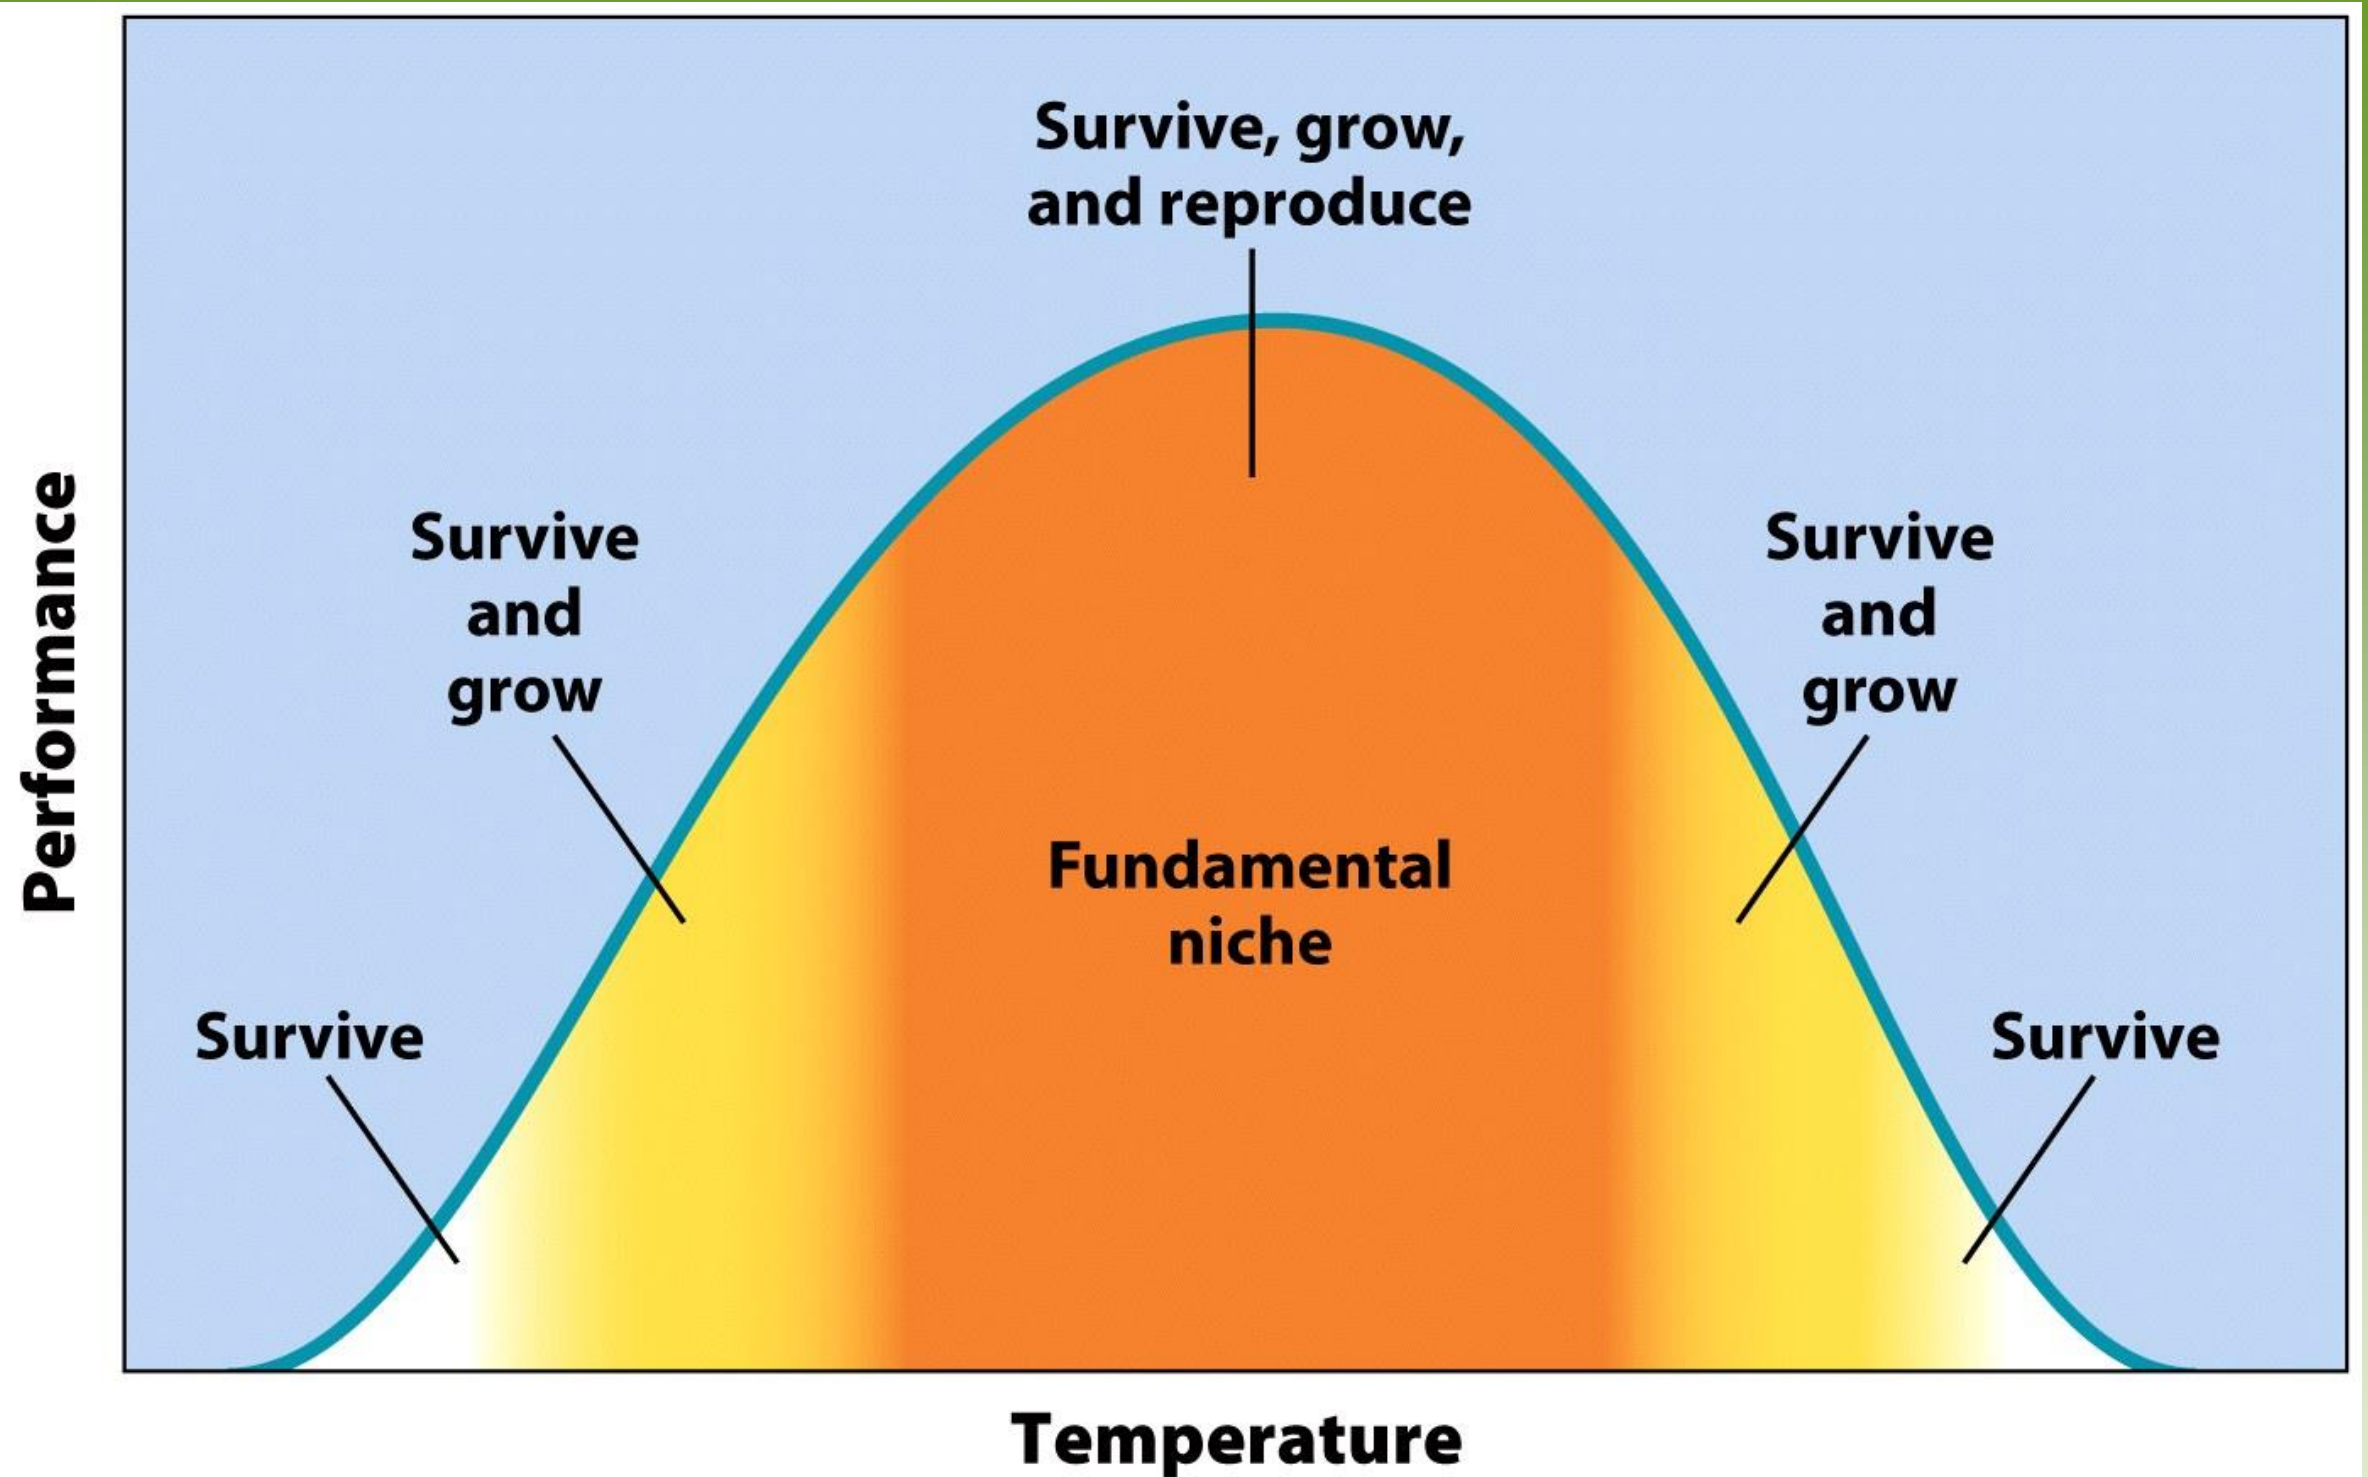 Survive, grow,
and reproduce
Survive
and
grow
Survive
and
grow
Fundamental
niche
Survive
Survive
Performance
Temperature